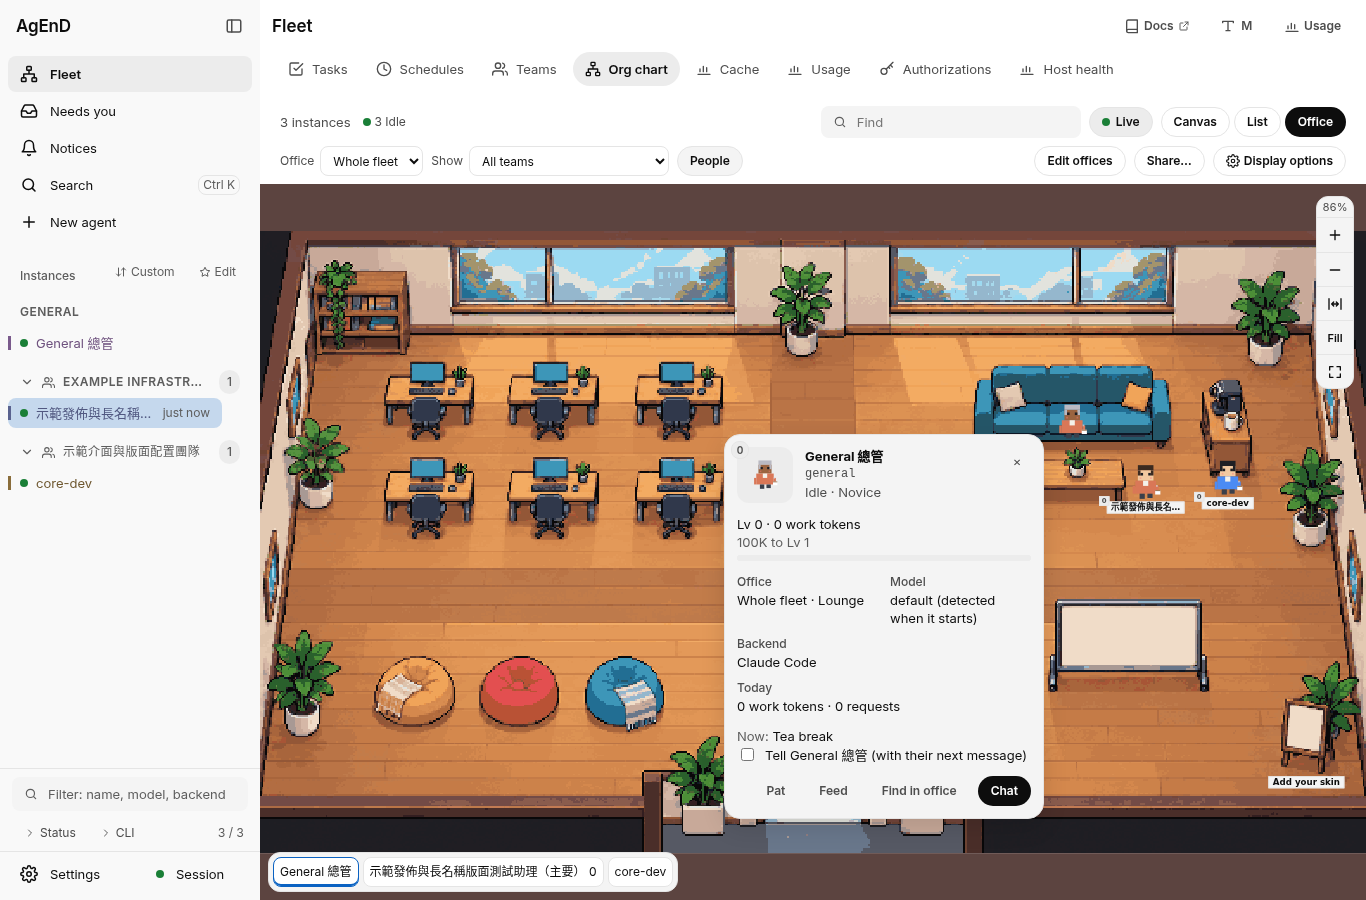 AgEnD
Fleet
Needs you
Notices
Search Ctrl K
New agent
Instances Custom Edit
GENERAL
General 總管
EXAMPLE INFRASTR... 1
示範發佈與長名稱... just now
示範介面與版面配置團隊 1
core-dev
Filter: name, model, backend
Status CLI 3 / 3
Settings Session
Fleet
Docs M Usage
Tasks Schedules Teams Org chart Cache Usage Authorizations Host health
3 instances 3 Idle Find Live Canvas List Office
Office Whole fleet Show All teams People Edit offices Share... Display options
86%
Fill
0
General 總管
general
Idle · Novice
Lv 0 · 0 work tokens
100K to Lv 1
Office Model
Whole fleet · Lounge default (detected
when it starts)
Backend
Claude Code
Today
0 work tokens · 0 requests
Now: Tea break
Tell General 總管 (with their next message)
Pat Feed Find in office Chat
0 示範發佈與長名...
0 core-dev
Add your skin
General 總管 示範發佈與長名稱版面測試助理（主要） 0 core-dev